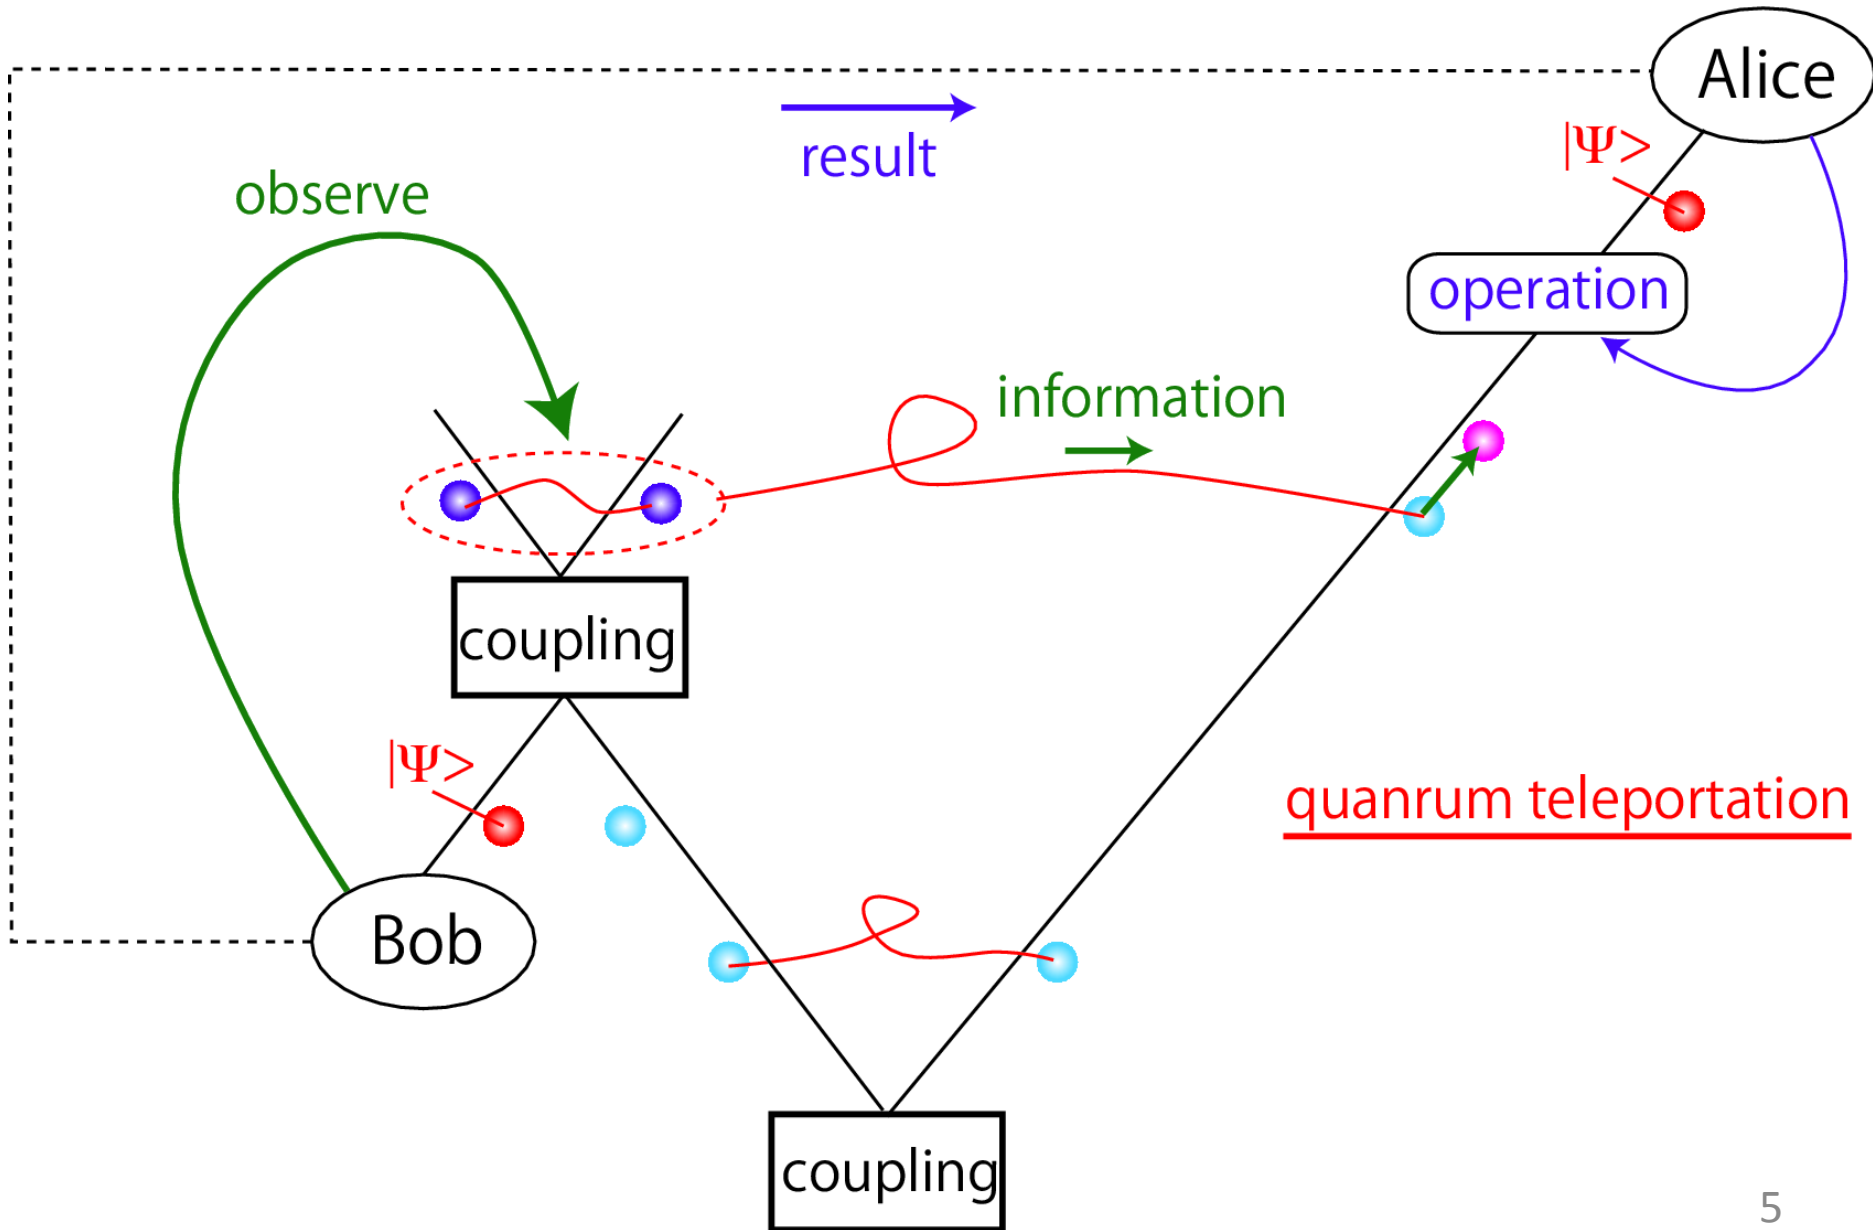 Alice
result
|Ψ>
observe
operation
information
coupling
|Ψ>
quanrum teleportation
Bob
coupling
5